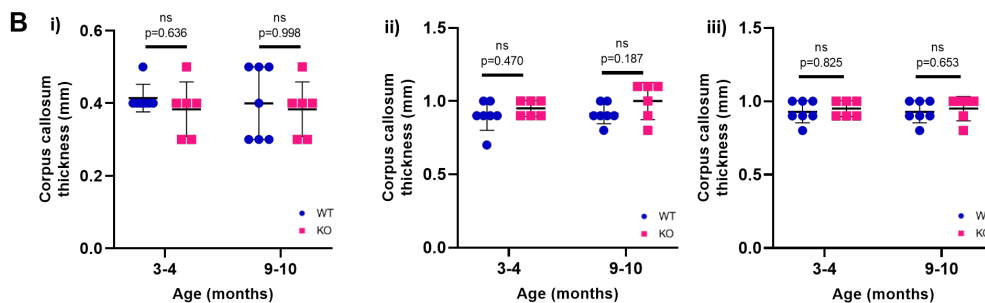 B
i)
ns
p=0.636
ns
p=0.998
0.6
0.4
0.2
0.0
Corpus callosum
thickness (mm)
WT
KO
3-4
9-10
Age (months)
ii)
ns
p=0.470
ns
p=0.187
1.5
1.0
0.5
0.0
Corpus callosum
thickness (mm)
WT
KO
3-4
9-10
Age (months)
iii)
ns
p=0.825
ns
p=0.653
1.5
1.0
0.5
0.0
Corpus callosum
thickness (mm)
W
KO
3-4
9-10
Age (months)